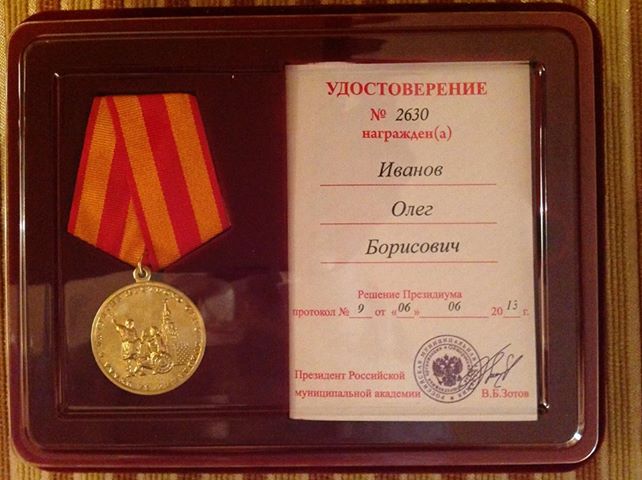 УДОСТОВЕРЕНИЕ
№ 2630
награжден(а)
Иванов
Олег
Борисович
Решение Президиума
протокол № 9 от «06» 06 2013 г.
Президент Российской
муниципальной академии В.Б.Зотов